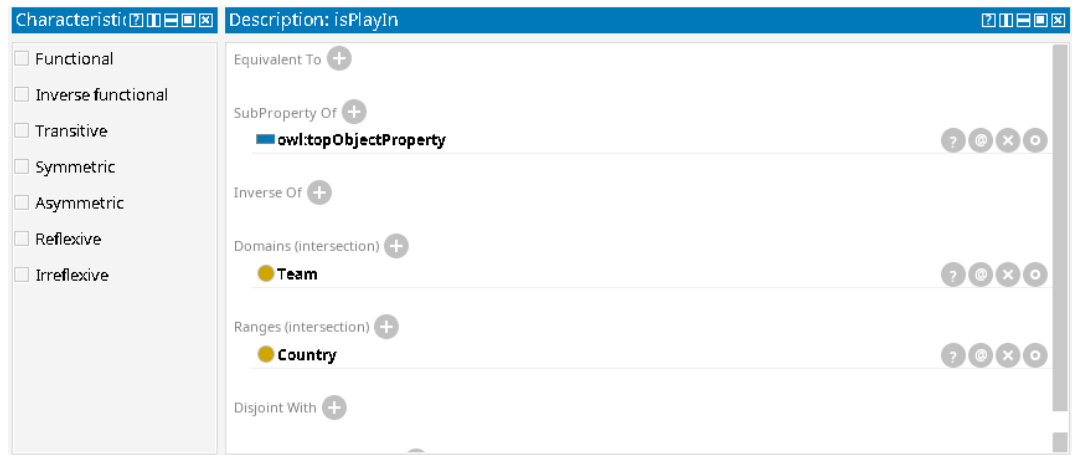 Characteristi
Description: isPlayIn
Functional
Inverse functional
Transitive
Symmetric
Asymmetric
Reflexive
Irreflexive
Equivalent To
SubProperty Of
owl:topObjectProperty
Inverse Of
Domains (intersection)
Team
Ranges (intersection)
Country
Disjoint With